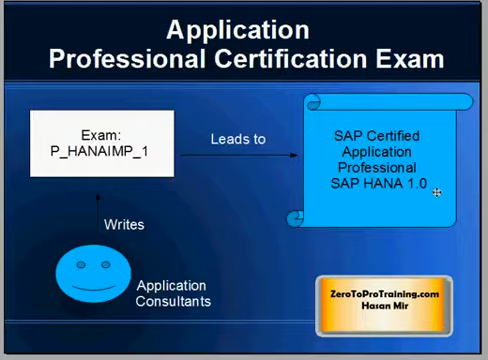 Application
Professional Certification Exam
Exam:
P_HANAIMP_1
Leads to
SAP Certified
Application
Professional
SAP HANA 1.0
Writes
Application
Consultants
ZeroToProTraining.com
Hasan Mir